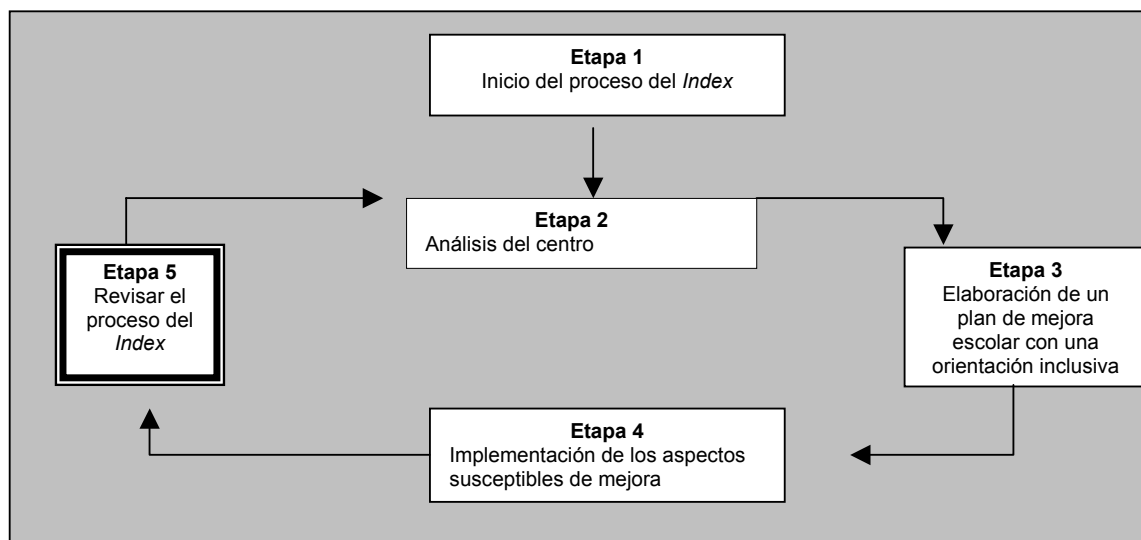 Etapa 1
Inicio del proceso del Index
Etapa 2
Análisis del centro
Etapa 3
Elaboración de un
plan de mejora
escolar con una
orientación inclusiva
Etapa 4
Implementación de los aspectos
susceptibles de mejora
Etapa 5
Revisar el
proceso del
Index